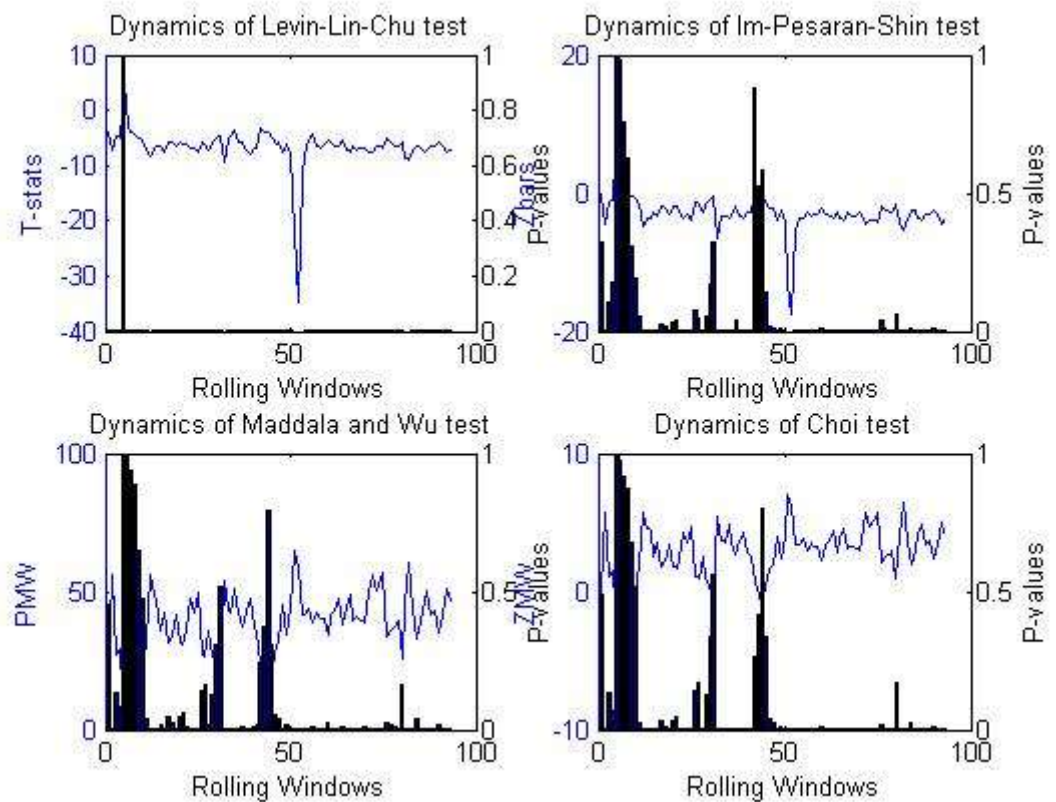 Dynamics of Levin-Lin-Chu test
10
0
-10
-20
-30
-40
T-stats
1
0.8
0.6
0.4
0.2
0
P-values
0
50
100
Rolling Windows
Dynamics of Im-Pesaran-Shin test
20
0
-20
Zbars
1
0.5
0
P-values
0
50
100
Rolling Windows
Dynamics of Maddala and Wu test
100
50
0
PMW
1
0.5
0
P-values
0
50
100
Rolling Windows
Dynamics of Choi test
10
0
-10
ZMW
1
0.5
0
P-values
0
50
100
Rolling Windows